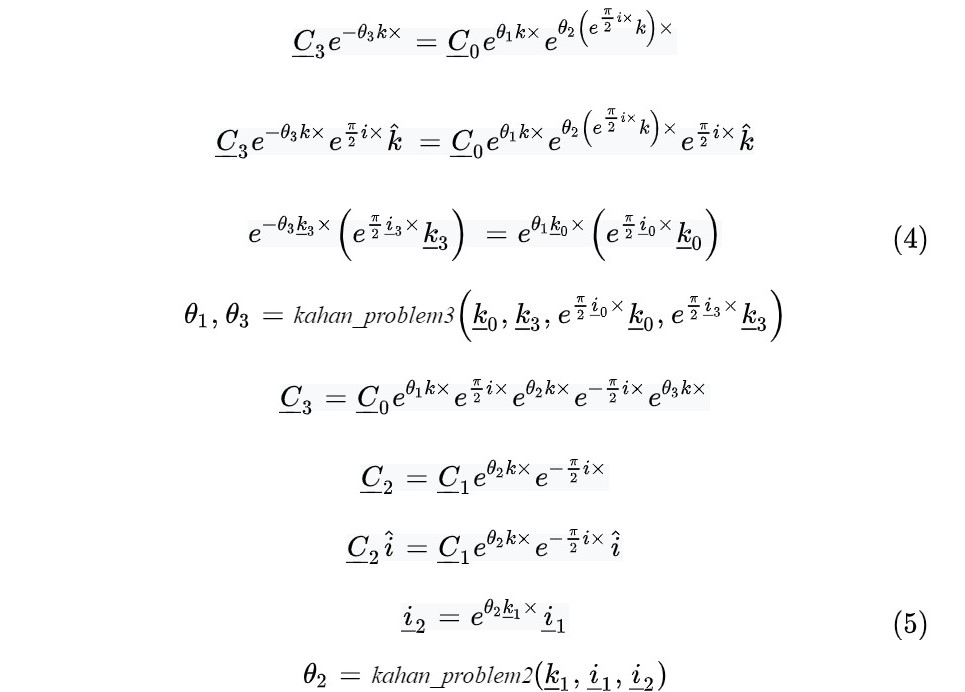 $\underline{C}_3 e^{-\theta_3 k\times} = \underline{C}_0 e^{\theta_1 k\times} e^{\theta_2\left(e^{\frac{\pi}{2} i\times} k\right)\times}$
$\underline{C}_3 e^{-\theta_3 k\times} e^{\frac{\pi}{2} i\times} \hat{k} = \underline{C}_0 e^{\theta_1 k\times} e^{\theta_2\left(e^{\frac{\pi}{2} i\times} k\right)\times} e^{\frac{\pi}{2} i\times} \hat{k}$
$e^{-\theta_3 \underline{k}_3\times} \left(e^{\frac{\pi}{2} \underline{i}_3\times} \underline{k}_3\right) = e^{\theta_1 \underline{k}_0\times} \left(e^{\frac{\pi}{2} \underline{i}_0\times} \underline{k}_0\right)$ (4)
$\theta_1, \theta_3 = kahan\_problem3\left(\underline{k}_0, \underline{k}_3, e^{\frac{\pi}{2} \underline{i}_0\times} \underline{k}_0, e^{\frac{\pi}{2} \underline{i}_3\times} \underline{k}_3\right)$
$\underline{C}_3 = \underline{C}_0 e^{\theta_1 k\times} e^{\frac{\pi}{2} i\times} e^{\theta_2 k\times} e^{-\frac{\pi}{2} i\times} e^{\theta_3 k\times}$
$\underline{C}_2 = \underline{C}_1 e^{\theta_2 k\times} e^{-\frac{\pi}{2} i\times}$
$\underline{C}_2 \hat{i} = \underline{C}_1 e^{\theta_2 k\times} e^{-\frac{\pi}{2} i\times} \hat{i}$
$\underline{i}_2 = e^{\theta_2 \underline{k}_1\times} \underline{i}_1$ (5)
$\theta_2 = kahan\_problem2(\underline{k}_1, \underline{i}_1, \underline{i}_2)$